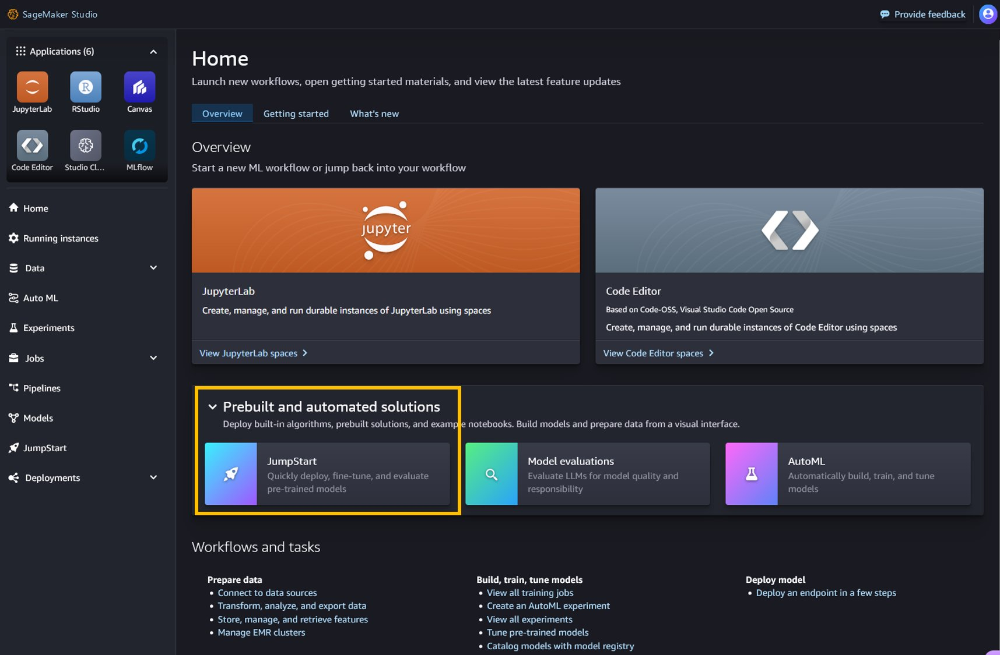 SageMaker Studio
Provide feedback
Applications (6)
JupyterLab
RStudio
Canvas
Code Editor
Studio Cl...
MLflow
Home
Running instances
Data
Auto ML
Experiments
Jobs
Pipelines
Models
JumpStart
Deployments
Home
Launch new workflows, open getting started materials, and view the latest feature updates
Overview
Getting started
What's new
Overview
Start a new ML workflow or jump back into your workflow
jupyter
JupyterLab
Create, manage, and run durable instances of JupyterLab using spaces
View JupyterLab spaces
Code Editor
Based on Code-OSS, Visual Studio Code Open Source
Create, manage, and run durable instances of Code Editor using spaces
View Code Editor spaces
Prebuilt and automated solutions
Deploy built-in algorithms, prebuilt solutions, and example notebooks. Build models and prepare data from a visual interface.
JumpStart
Quickly deploy, fine-tune, and evaluate
pre-trained models
Model evaluations
Evaluate LLMs for model quality and
responsibility
AutoML
Automatically build, train, and tune
models
Workflows and tasks
Prepare data
• Connect to data sources
• Transform, analyze, and export data
• Store, manage, and retrieve features
• Manage EMR clusters
Build, train, tune models
• View all training jobs
• Create an AutoML experiment
• View all experiments
• Tune pre-trained models
• Catalog models with model registry
Deploy model
• Deploy an endpoint in a few steps